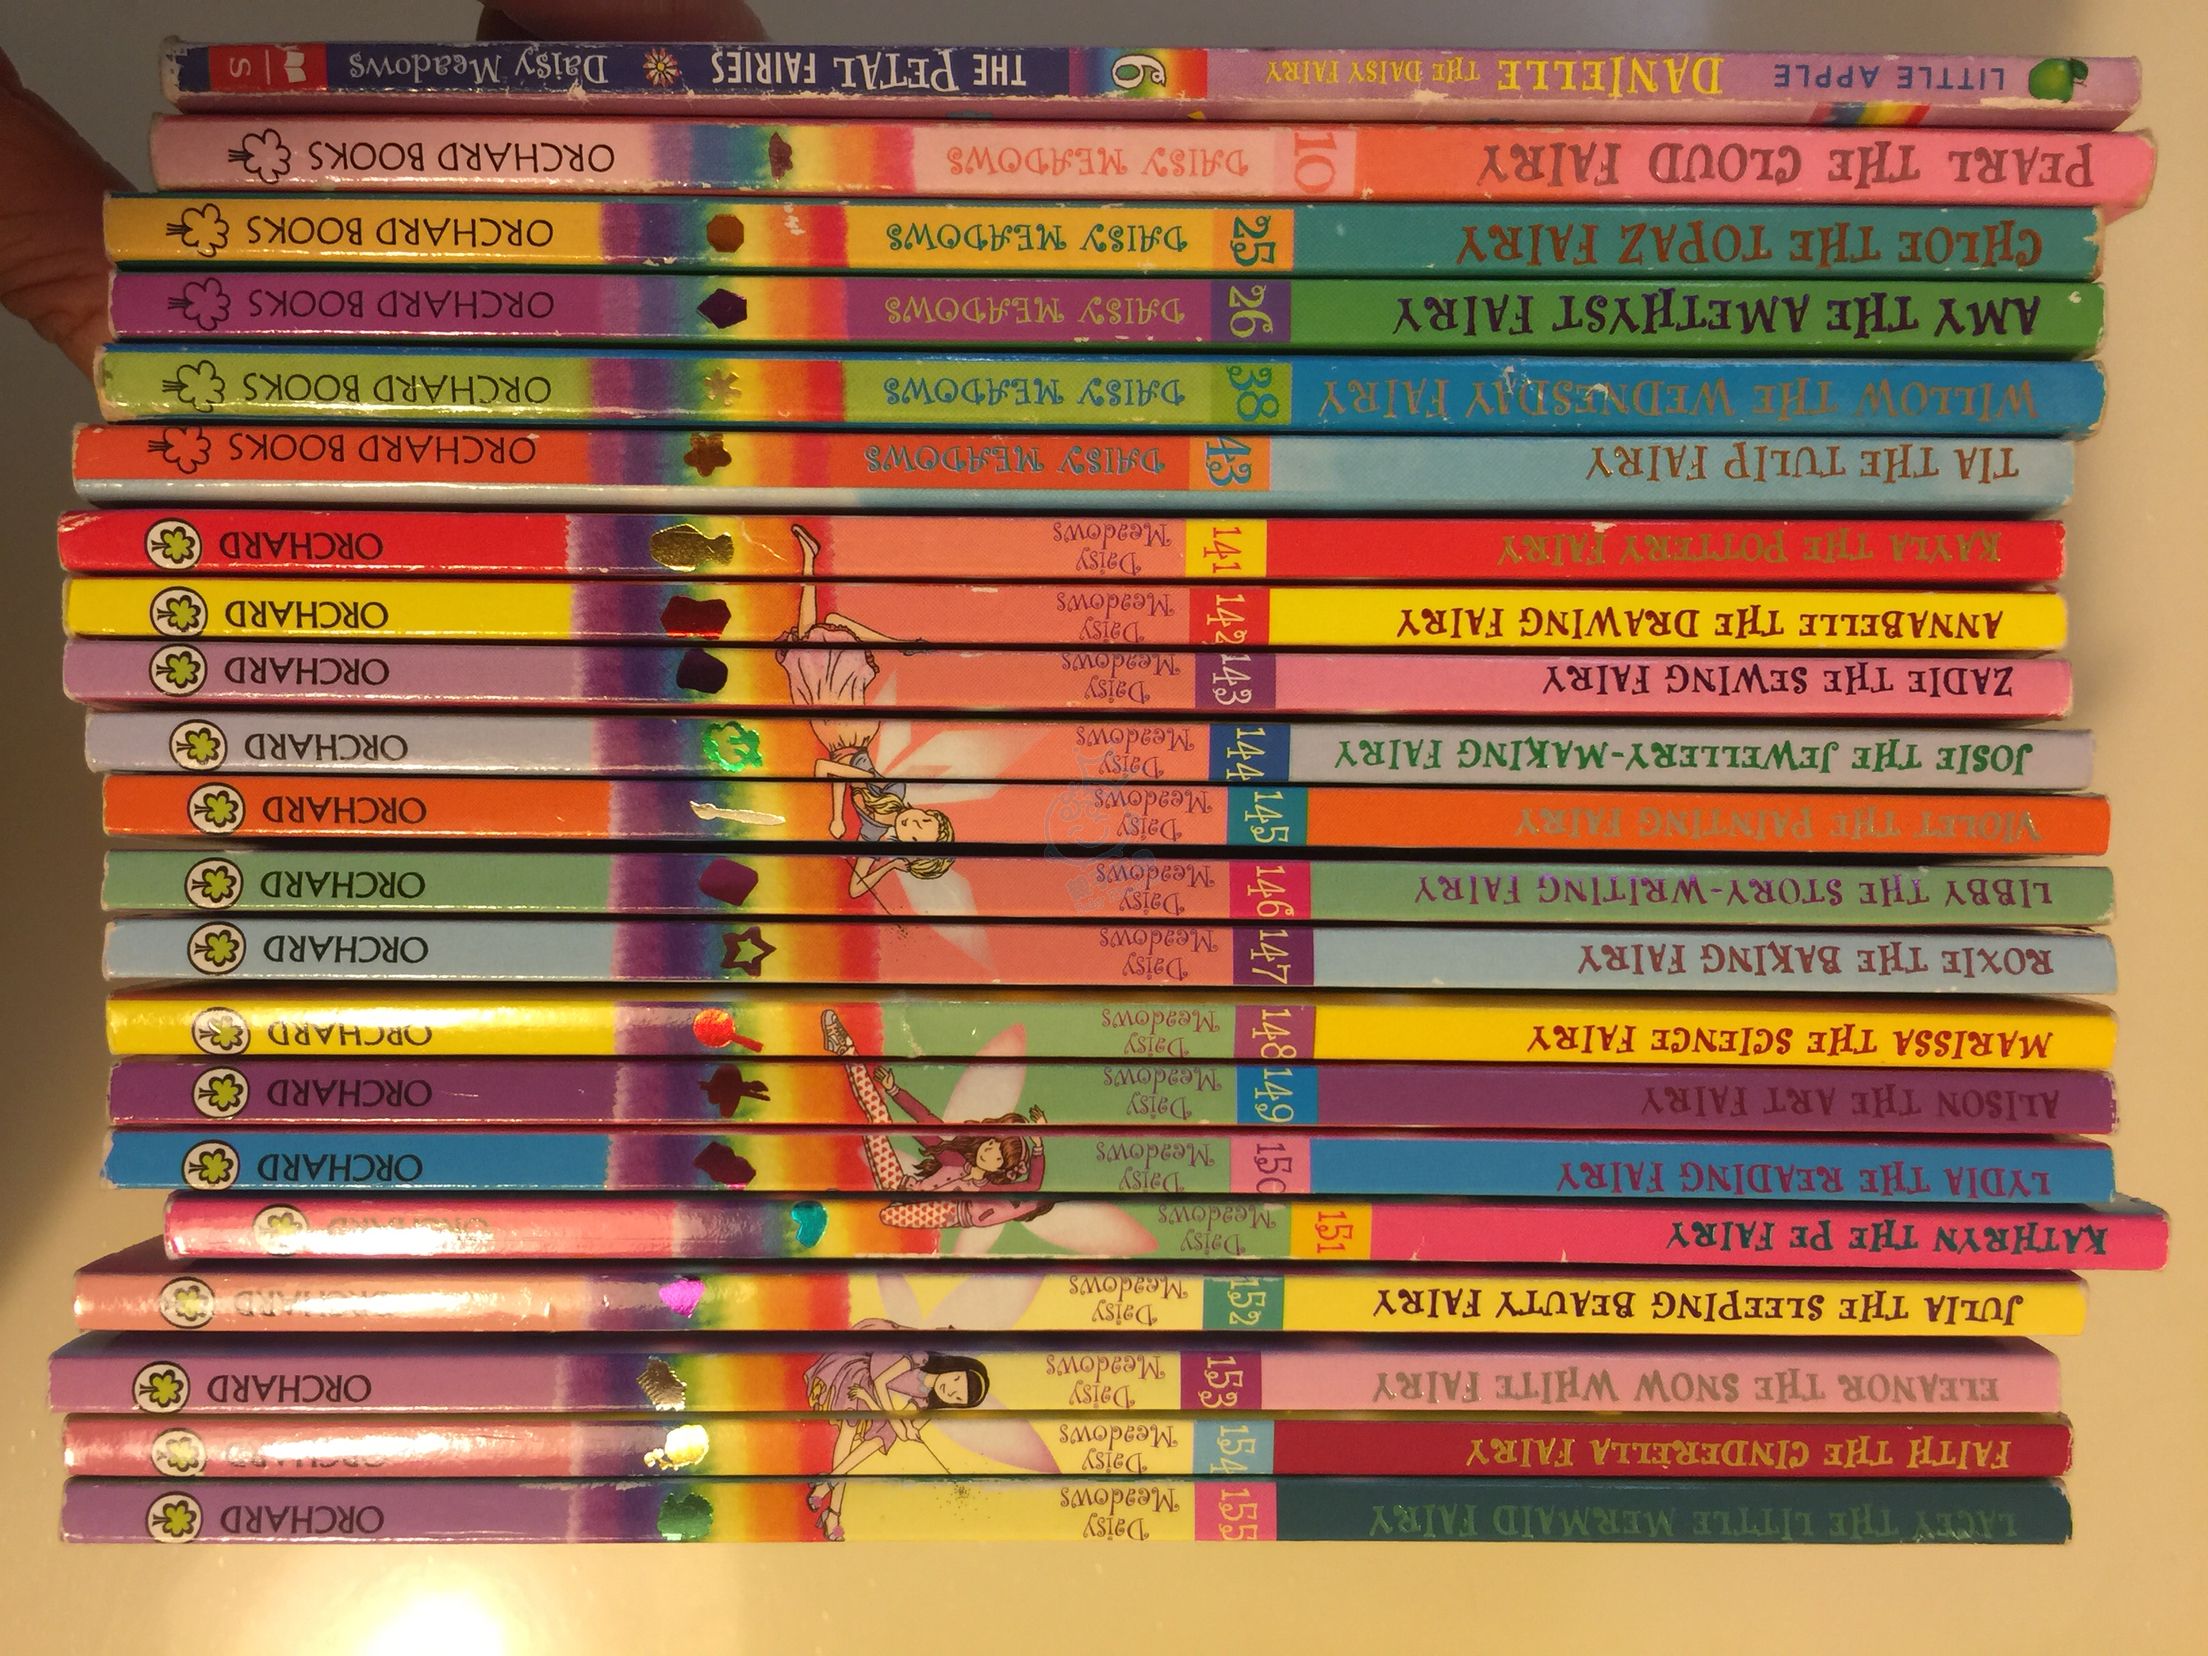 LITTLE APPLE DANIELLE THE DAISY FAIRY 6 THE PETAL FAIRIES Daisy Meadows S
PEARL THE CLOUD FAIRY 10 DAISY MEADOWS ORCHARD BOOKS
CHLOE THE TOPAZ FAIRY 25 DAISY MEADOWS ORCHARD BOOKS
AMY THE AMETHYST FAIRY 26 DAISY MEADOWS ORCHARD BOOKS
WILLOW THE WEDNESDAY FAIRY 38 DAISY MEADOWS ORCHARD BOOKS
TIA THE TULIP FAIRY 43 DAISY MEADOWS ORCHARD BOOKS
KAYLA THE POTTERY FAIRY 141 Daisy Meadows ORCHARD
ANNABELLE THE DRAWING FAIRY 142 Daisy Meadows ORCHARD
ZADIE THE SEWING FAIRY 143 Daisy Meadows ORCHARD
JOSIE THE JEWELLERY-MAKING FAIRY 144 Daisy Meadows ORCHARD
VIOLET THE PAINTING FAIRY 145 Daisy Meadows ORCHARD
LIBBY THE STORY-WRITING FAIRY 146 Daisy Meadows ORCHARD
ROXIE THE BAKING FAIRY 147 Daisy Meadows ORCHARD
MARISSA THE SCIENCE FAIRY 148 Daisy Meadows ORCHARD
ALISON THE ART FAIRY 149 Daisy Meadows ORCHARD
LYDIA THE READING FAIRY 150 Daisy Meadows ORCHARD
KATHRYN THE PE FAIRY 151 Daisy Meadows ORCHARD
JULIA THE SLEEPING BEAUTY FAIRY 152 Daisy Meadows ORCHARD
ELEANOR THE SNOW WHITE FAIRY 153 Daisy Meadows ORCHARD
FAITH THE CINDERELLA FAIRY 154 Daisy Meadows ORCHARD
LACEY THE LITTLE MERMAID FAIRY 155 Daisy Meadows ORCHARD